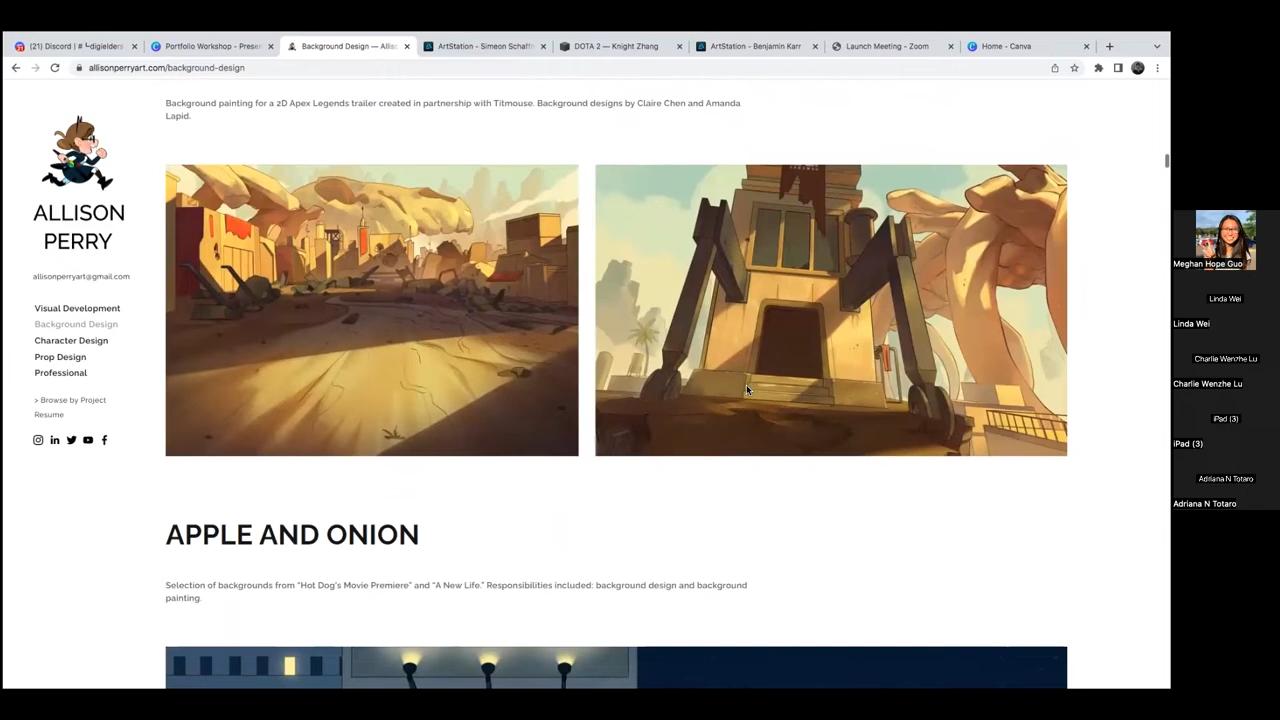 (21) Discord | # └digielders
Portfolio Workshop - Presen
Background Design — Allis
ArtStation - Simeon Schaff
DOTA 2 — Knight Zhang
ArtStation - Benjamin Karr
Launch Meeting - Zoom
Home - Canva
allisonperryart.com/background-design
Background painting for a 2D Apex Legends trailer created in partnership with Titmouse. Background designs by Claire Chen and Amanda
Lapid.
ALLISON
PERRY
allisonperryart@gmail.com
Visual Development
Background Design
Character Design
Prop Design
Professional
> Browse by Project
Resume
APPLE AND ONION
Selection of backgrounds from “Hot Dog’s Movie Premiere” and “A New Life.” Responsibilities included: background design and background
painting.
Meghan Hope Guo
Linda Wei
Linda Wei
Charlie Wenzhe Lu
Charlie Wenzhe Lu
iPad (3)
iPad (3)
Adriana N Totaro
Adriana N Totaro